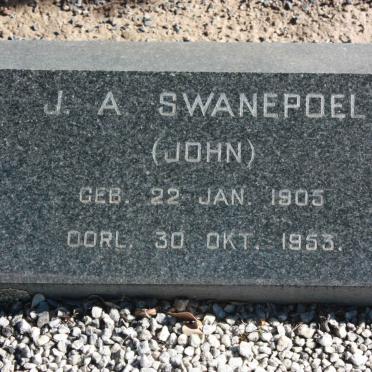 J. A. SWANEPOEL
(JOHN)
GEB. 22 JAN. 1905
OORL. 30 OKT. 1953.